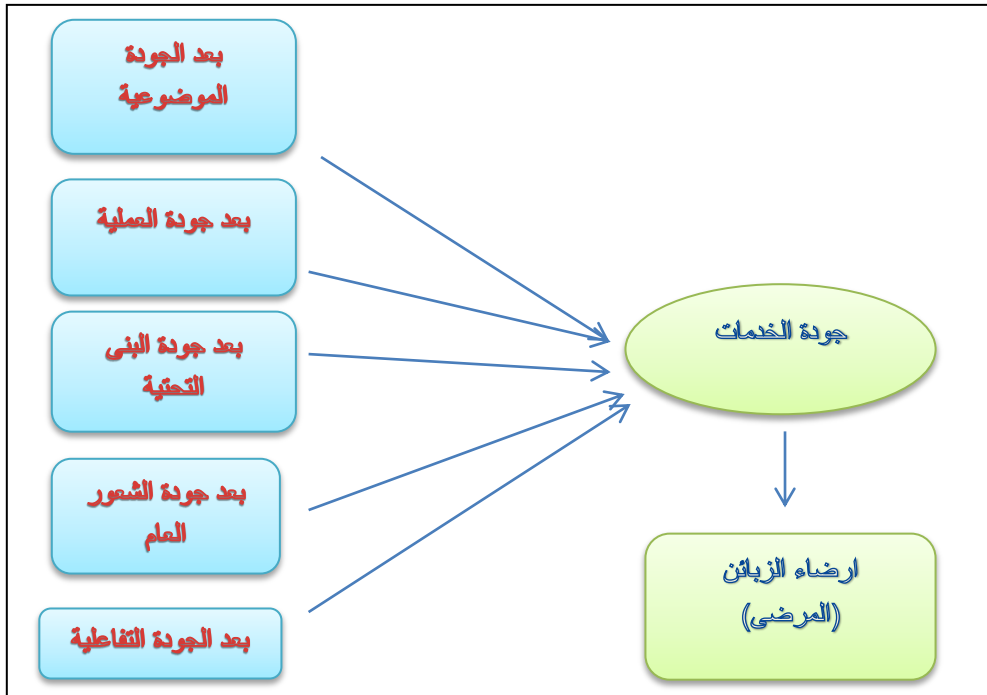 بعد الجودة
الموضوعية
بعد جودة العملية
بعد جودة البنى
التحتية
بعد جودة الشعور
العام
بعد الجودة التفاعلية
جودة الخدمات
ارضاء الزبائن
(المرضى)